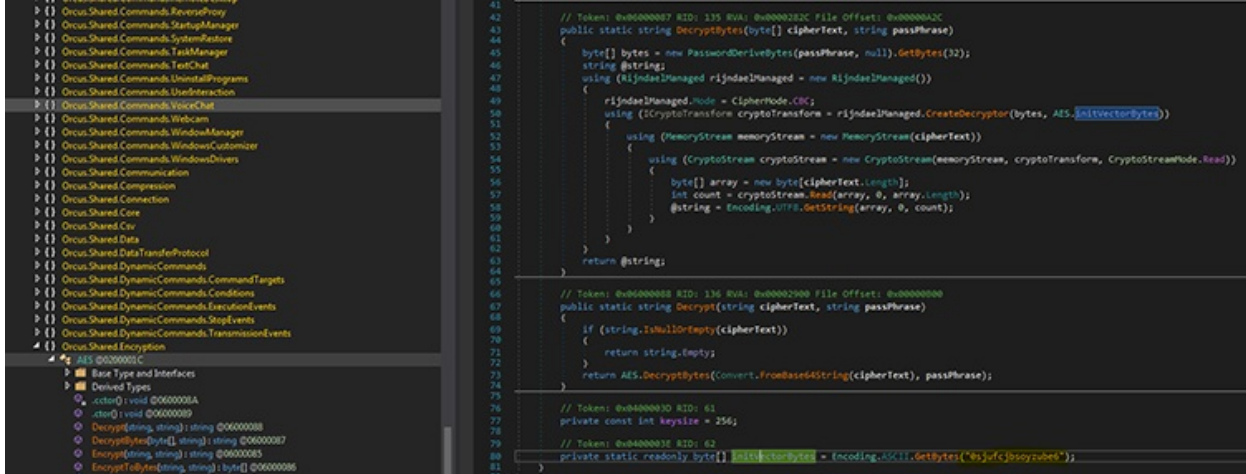 Orcus.Shared.Commands.ReverseProxy
Orcus.Shared.Commands.StartupManager
Orcus.Shared.Commands.SystemRestore
Orcus.Shared.Commands.TaskManager
Orcus.Shared.Commands.TextChat
Orcus.Shared.Commands.UninstallPrograms
Orcus.Shared.Commands.UserInteraction
Orcus.Shared.Commands.VoiceChat
Orcus.Shared.Commands.Webcam
Orcus.Shared.Commands.WindowManager
Orcus.Shared.Commands.WindowsCustomizer
Orcus.Shared.Commands.WindowsDrivers
Orcus.Shared.Communication
Orcus.Shared.Compression
Orcus.Shared.Connection
Orcus.Shared.Core
Orcus.Shared.Csv
Orcus.Shared.Data
Orcus.Shared.DataTransferProtocol
Orcus.Shared.DynamicCommands
Orcus.Shared.DynamicCommands.CommandTargets
Orcus.Shared.DynamicCommands.Conditions
Orcus.Shared.DynamicCommands.ExecutionEvents
Orcus.Shared.DynamicCommands.StopEvents
Orcus.Shared.DynamicCommands.TransmissionEvents
Orcus.Shared.Encryption
AES @0200001C
Base Type and Interfaces
Derived Types
.cctor() : void @0600008A
.ctor() : void @06000089
Decrypt(string, string) : string @06000088
DecryptBytes(byte[], string) : string @06000087
Encrypt(string, string) : string @06000085
EncryptToBytes(string, string) : byte[] @06000086
41
42 // Token: 0x06000087 RID: 135 RVA: 0x0000282C File Offset: 0x00000A2C
43 public static string DecryptBytes(byte[] cipherText, string passPhrase)
44 {
45 byte[] bytes = new PasswordDeriveBytes(passPhrase, null).GetBytes(32);
46 string @string;
47 using (RijndaelManaged rijndaelManaged = new RijndaelManaged())
48 {
49 rijndaelManaged.Mode = CipherMode.CBC;
50 using (ICryptoTransform cryptoTransform = rijndaelManaged.CreateDecryptor(bytes, AES.initVectorBytes))
51 {
52 using (MemoryStream memoryStream = new MemoryStream(cipherText))
53 {
54 using (CryptoStream cryptoStream = new CryptoStream(memoryStream, cryptoTransform, CryptoStreamMode.Read))
55 {
56 byte[] array = new byte[cipherText.Length];
57 int count = cryptoStream.Read(array, 0, array.Length);
58 @string = Encoding.UTF8.GetString(array, 0, count);
59 }
60 }
61 }
62 }
63 return @string;
64 }
65
66 // Token: 0x06000088 RID: 136 RVA: 0x00002900 File Offset: 0x00000B00
67 public static string Decrypt(string cipherText, string passPhrase)
68 {
69 if (string.IsNullOrEmpty(cipherText))
70 {
71 return string.Empty;
72 }
73 return AES.DecryptBytes(Convert.FromBase64String(cipherText), passPhrase);
74 }
75
76 // Token: 0x0400003D RID: 61
77 private const int keysize = 256;
78
79 // Token: 0x0400003E RID: 62
80 private static readonly byte[] initVectorBytes = Encoding.ASCII.GetBytes("0sjufcjbsoyzube6");
81 }